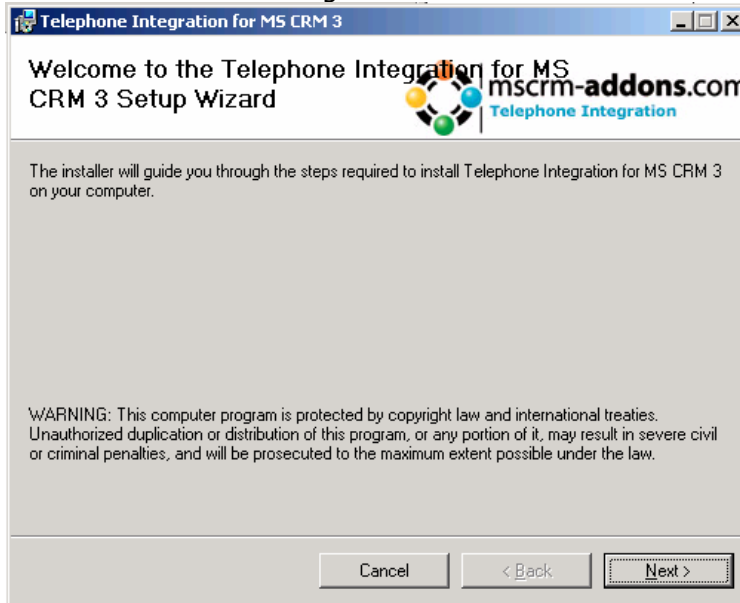 Telephone Integration for MS CRM 3
Welcome to the Telephone Integration for MS
CRM 3 Setup Wizard
mscrm-addons.com
Telephone Integration
The installer will guide you through the steps required to install Telephone Integration for MS CRM 3
on your computer.
WARNING: This computer program is protected by copyright law and international treaties.
Unauthorized duplication or distribution of this program, or any portion of it, may result in severe civil
or criminal penalties, and will be prosecuted to the maximum extent possible under the law.
Cancel
< Back
Next >